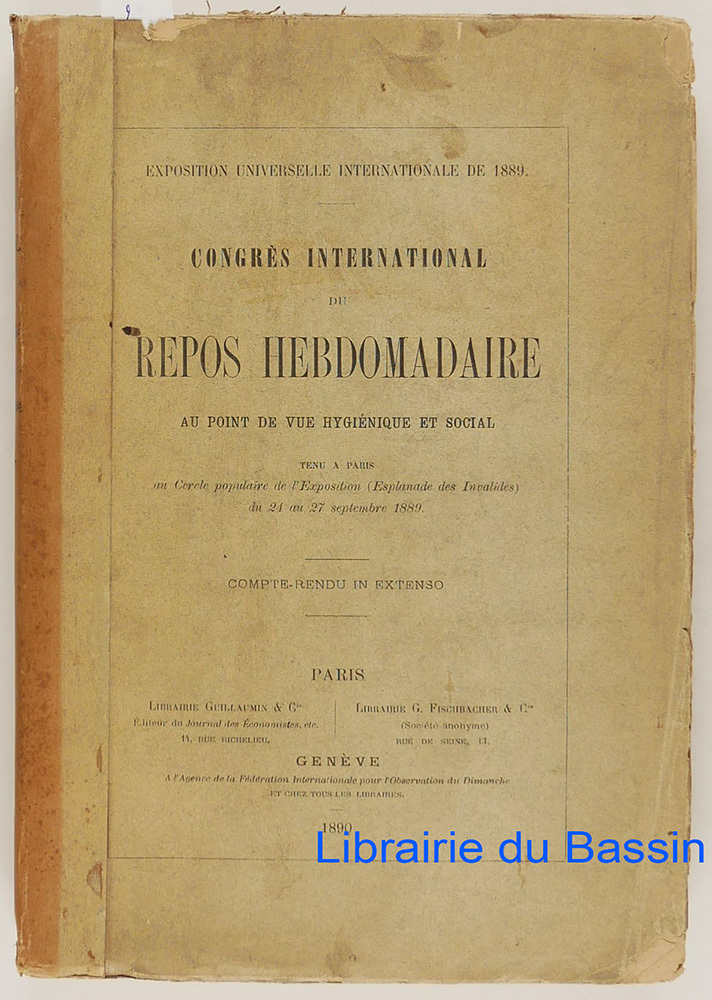 EXPOSITION UNIVERSELLE INTERNATIONALE DE 1889.
CONGRÈS INTERNATIONAL
DU
REPOS HEBDOMADAIRE
AU POINT DE VUE HYGIÉNIQUE ET SOCIAL
TENU A PARIS
au Cercle populaire de l'Exposition (Esplanade des Invalides)
du 24 au 27 septembre 1889.
COMPTE-RENDU IN EXTENSO
PARIS
LIBRAIRIE GUILLAUMIN & Cie
Éditeur du Journal des Économistes, etc.
14, RUE RICHELIEU.
LIBRAIRIE G. FISCHBACHER & Cie
(Société anonyme)
RUE DE SEINE, 33.
GENÈVE
A l'Agence de la Fédération Internationale pour l'Observation du Dimanche
ET CHEZ TOUS LES LIBRAIRES.
1890
Librairie du Bassin